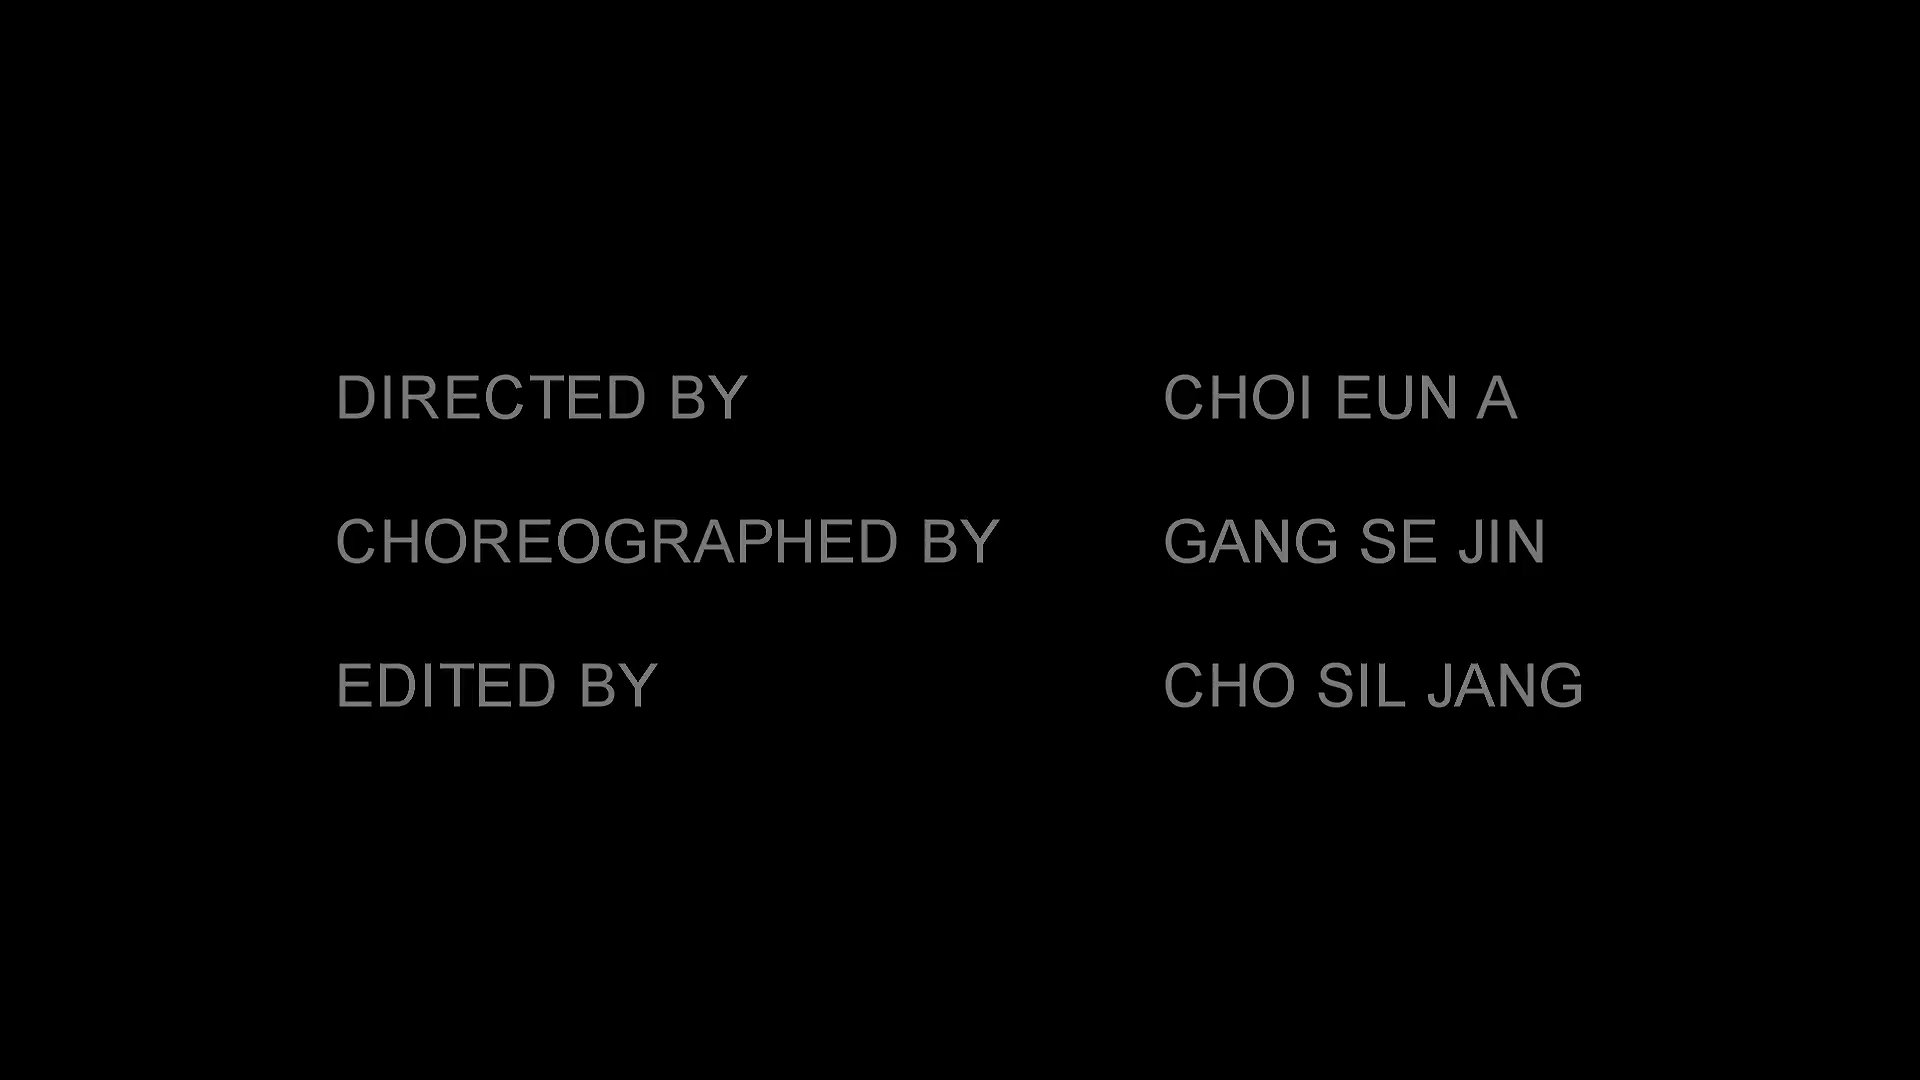 DIRECTED BY CHOI EUN A
CHOREOGRAPHED BY GANG SE JIN
EDITED BY CHO SIL JANG